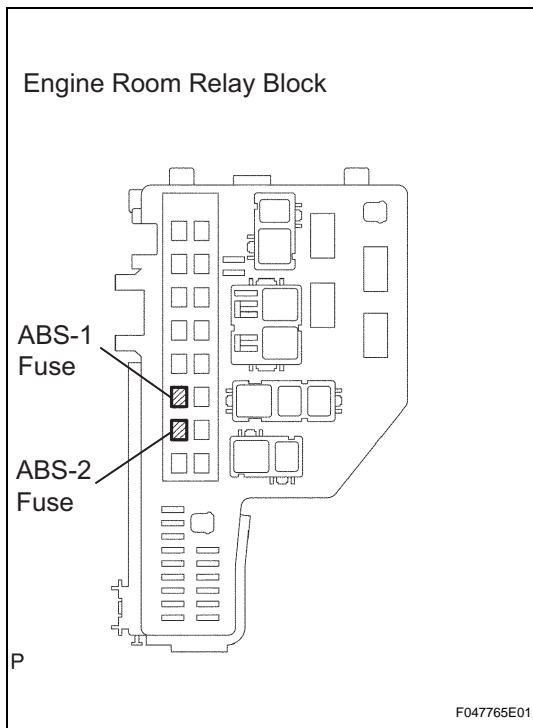 Engine Room Relay Block
ABS-1
Fuse
ABS-2
Fuse
P
F047765E01